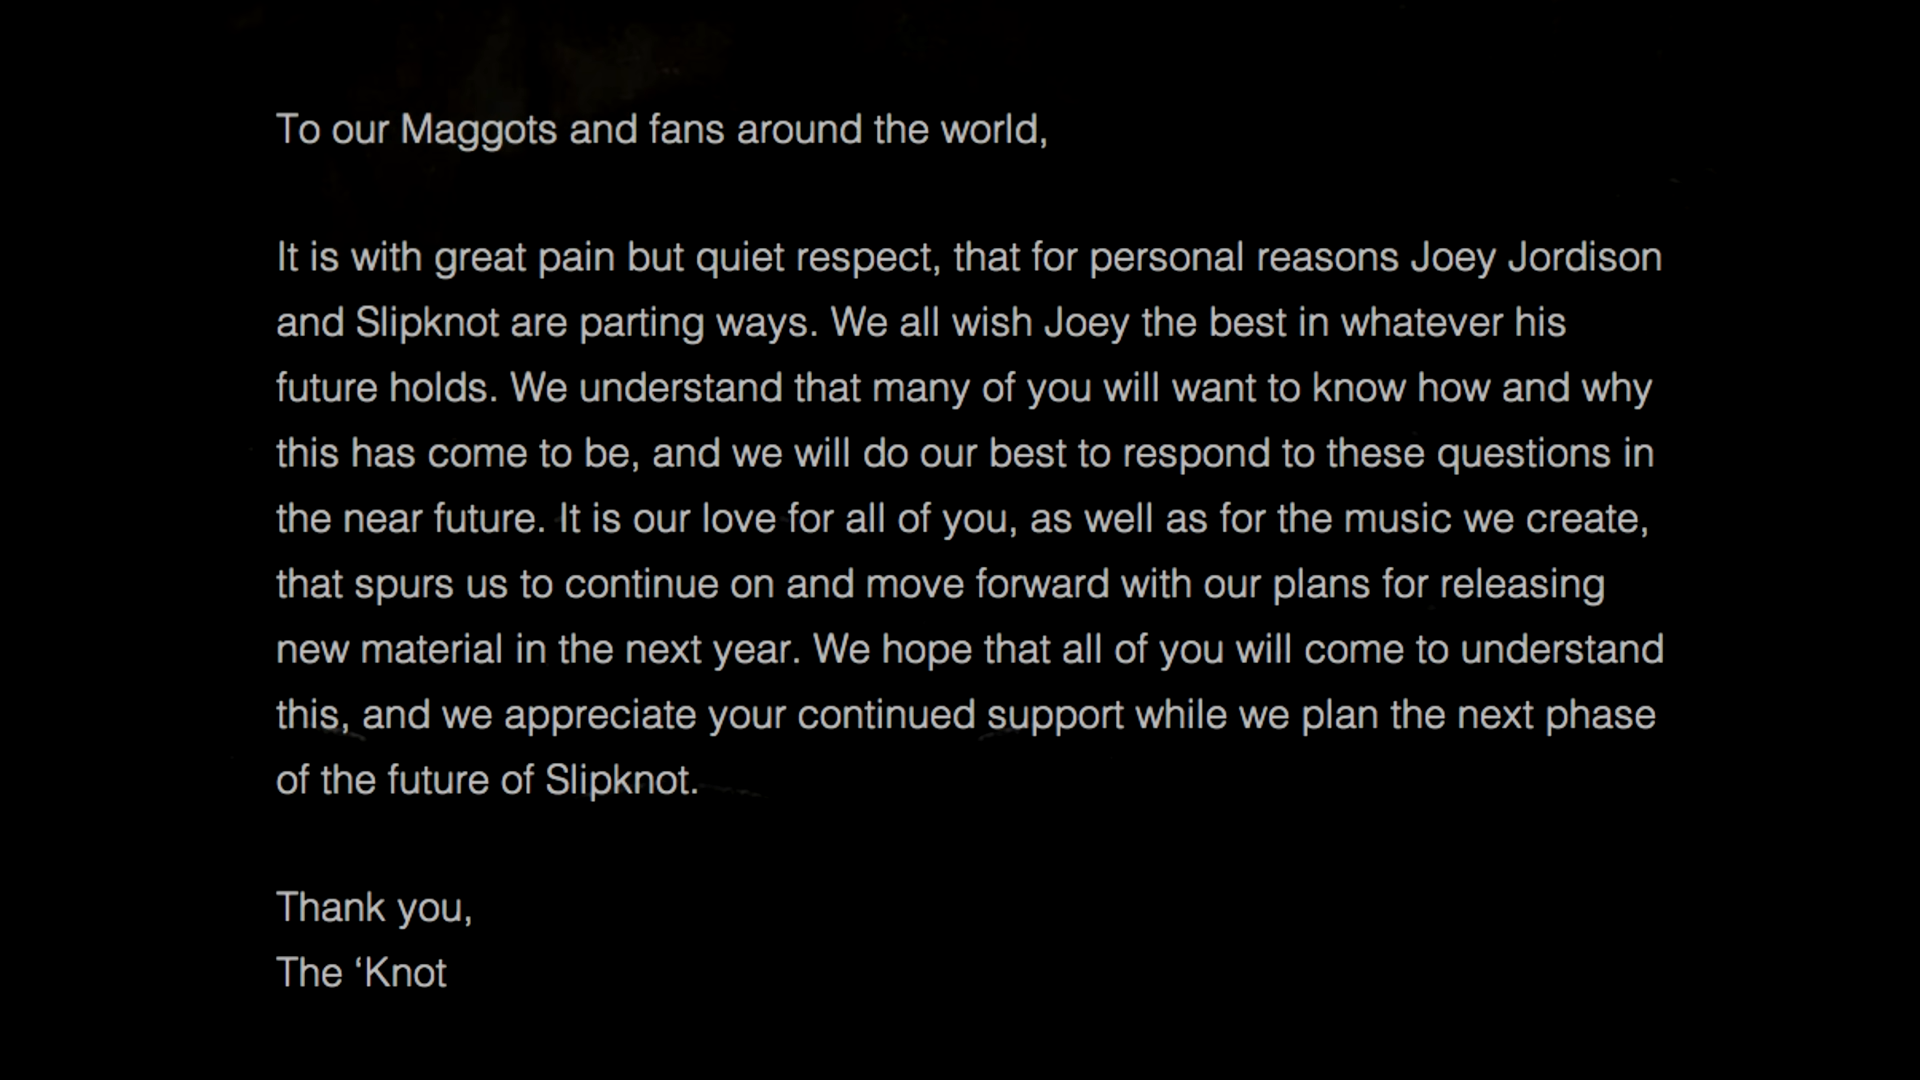 To our Maggots and fans around the world,
It is with great pain but quiet respect, that for personal reasons Joey Jordison
and Slipknot are parting ways. We all wish Joey the best in whatever his
future holds. We understand that many of you will want to know how and why
this has come to be, and we will do our best to respond to these questions in
the near future. It is our love for all of you, as well as for the music we create,
that spurs us to continue on and move forward with our plans for releasing
new material in the next year. We hope that all of you will come to understand
this, and we appreciate your continued support while we plan the next phase
of the future of Slipknot.
Thank you,
The ‘Knot